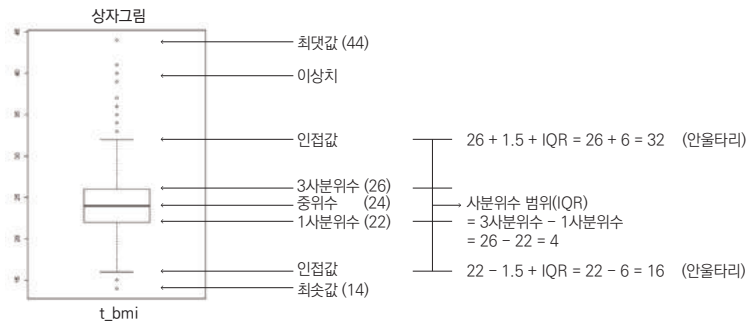 상자그림
최댓값 (44)
이상치
인접값
26 + 1.5 + IQR = 26 + 6 = 32 (안울타리)
3사분위수 (26)
중위수 (24)
1사분위수 (22)
사분위수 범위(IQR)
= 3사분위수 - 1사분위수
= 26 - 22 = 4
인접값
22 - 1.5 + IQR = 22 - 6 = 16 (안울타리)
최솟값 (14)
t_bmi